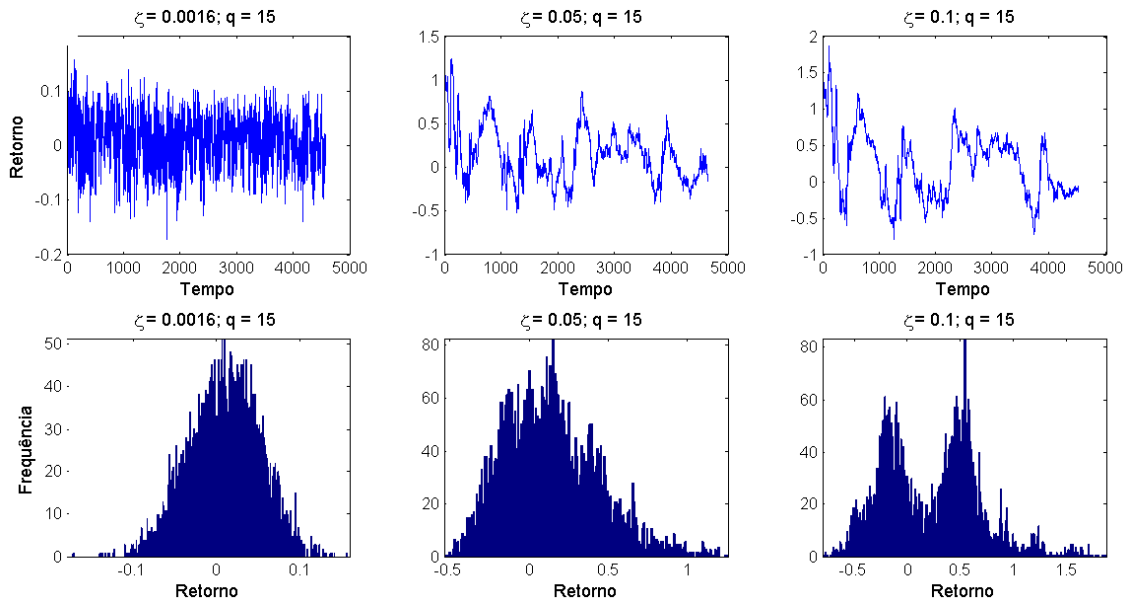 ζ = 0.0016; q = 15
ζ = 0.05; q = 15
ζ = 0.1; q = 15
Retorno
0.1
0
-0.1
-0.2
0 1000 2000 3000 4000 5000
Tempo
1.5
1
0.5
0
-0.5
-1
0 1000 2000 3000 4000 5000
Tempo
2
1.5
1
0.5
0
-0.5
-1
0 1000 2000 3000 4000 5000
Tempo
ζ = 0.0016; q = 15
ζ = 0.05; q = 15
ζ = 0.1; q = 15
Frequência
50
40
30
20
10
0
-0.1 0 0.1
Retorno
80
60
40
20
0
-0.5 0 0.5 1
Retorno
80
60
40
20
0
-0.5 0 0.5 1 1.5
Retorno